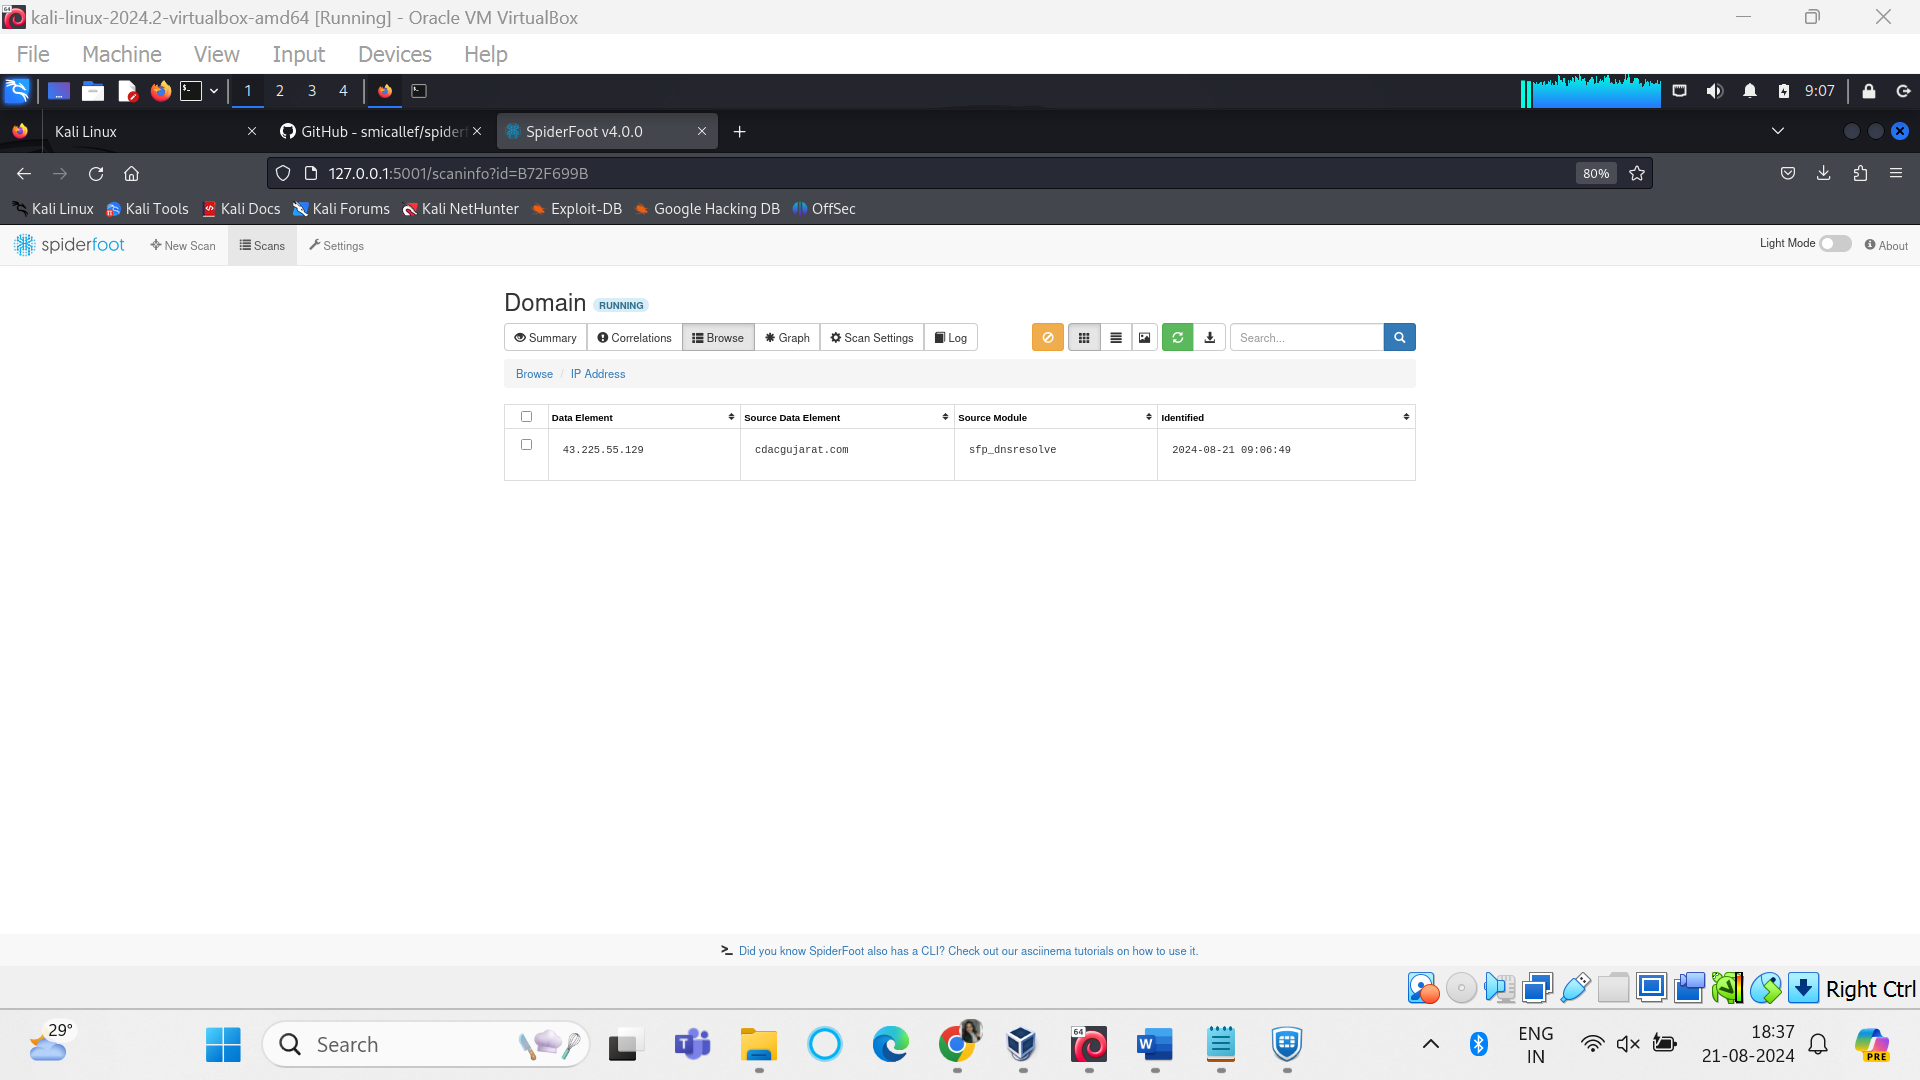 kali-linux-2024.2-virtualbox-amd64 [Running] - Oracle VM VirtualBox
File Machine View Input Devices Help
1 2 3 4 9:07
Kali Linux GitHub - smicallef/spider SpiderFoot v4.0.0
127.0.0.1:5001/scaninfo?id=B72F699B 80%
Kali Linux Kali Tools Kali Docs Kali Forums Kali NetHunter Exploit-DB Google Hacking DB OffSec
spiderfoot New Scan Scans Settings Light Mode About
Domain RUNNING
Summary Correlations Browse Graph Scan Settings Log Search...
Browse / IP Address
Data Element Source Data Element Source Module Identified
43.225.55.129 cdacgujarat.com sfp_dnsresolve 2024-08-21 09:06:49
Did you know SpiderFoot also has a CLI? Check out our asciinema tutorials on how to use it.
Right Ctrl
29° Search ENG 18:37
IN 21-08-2024 PRE